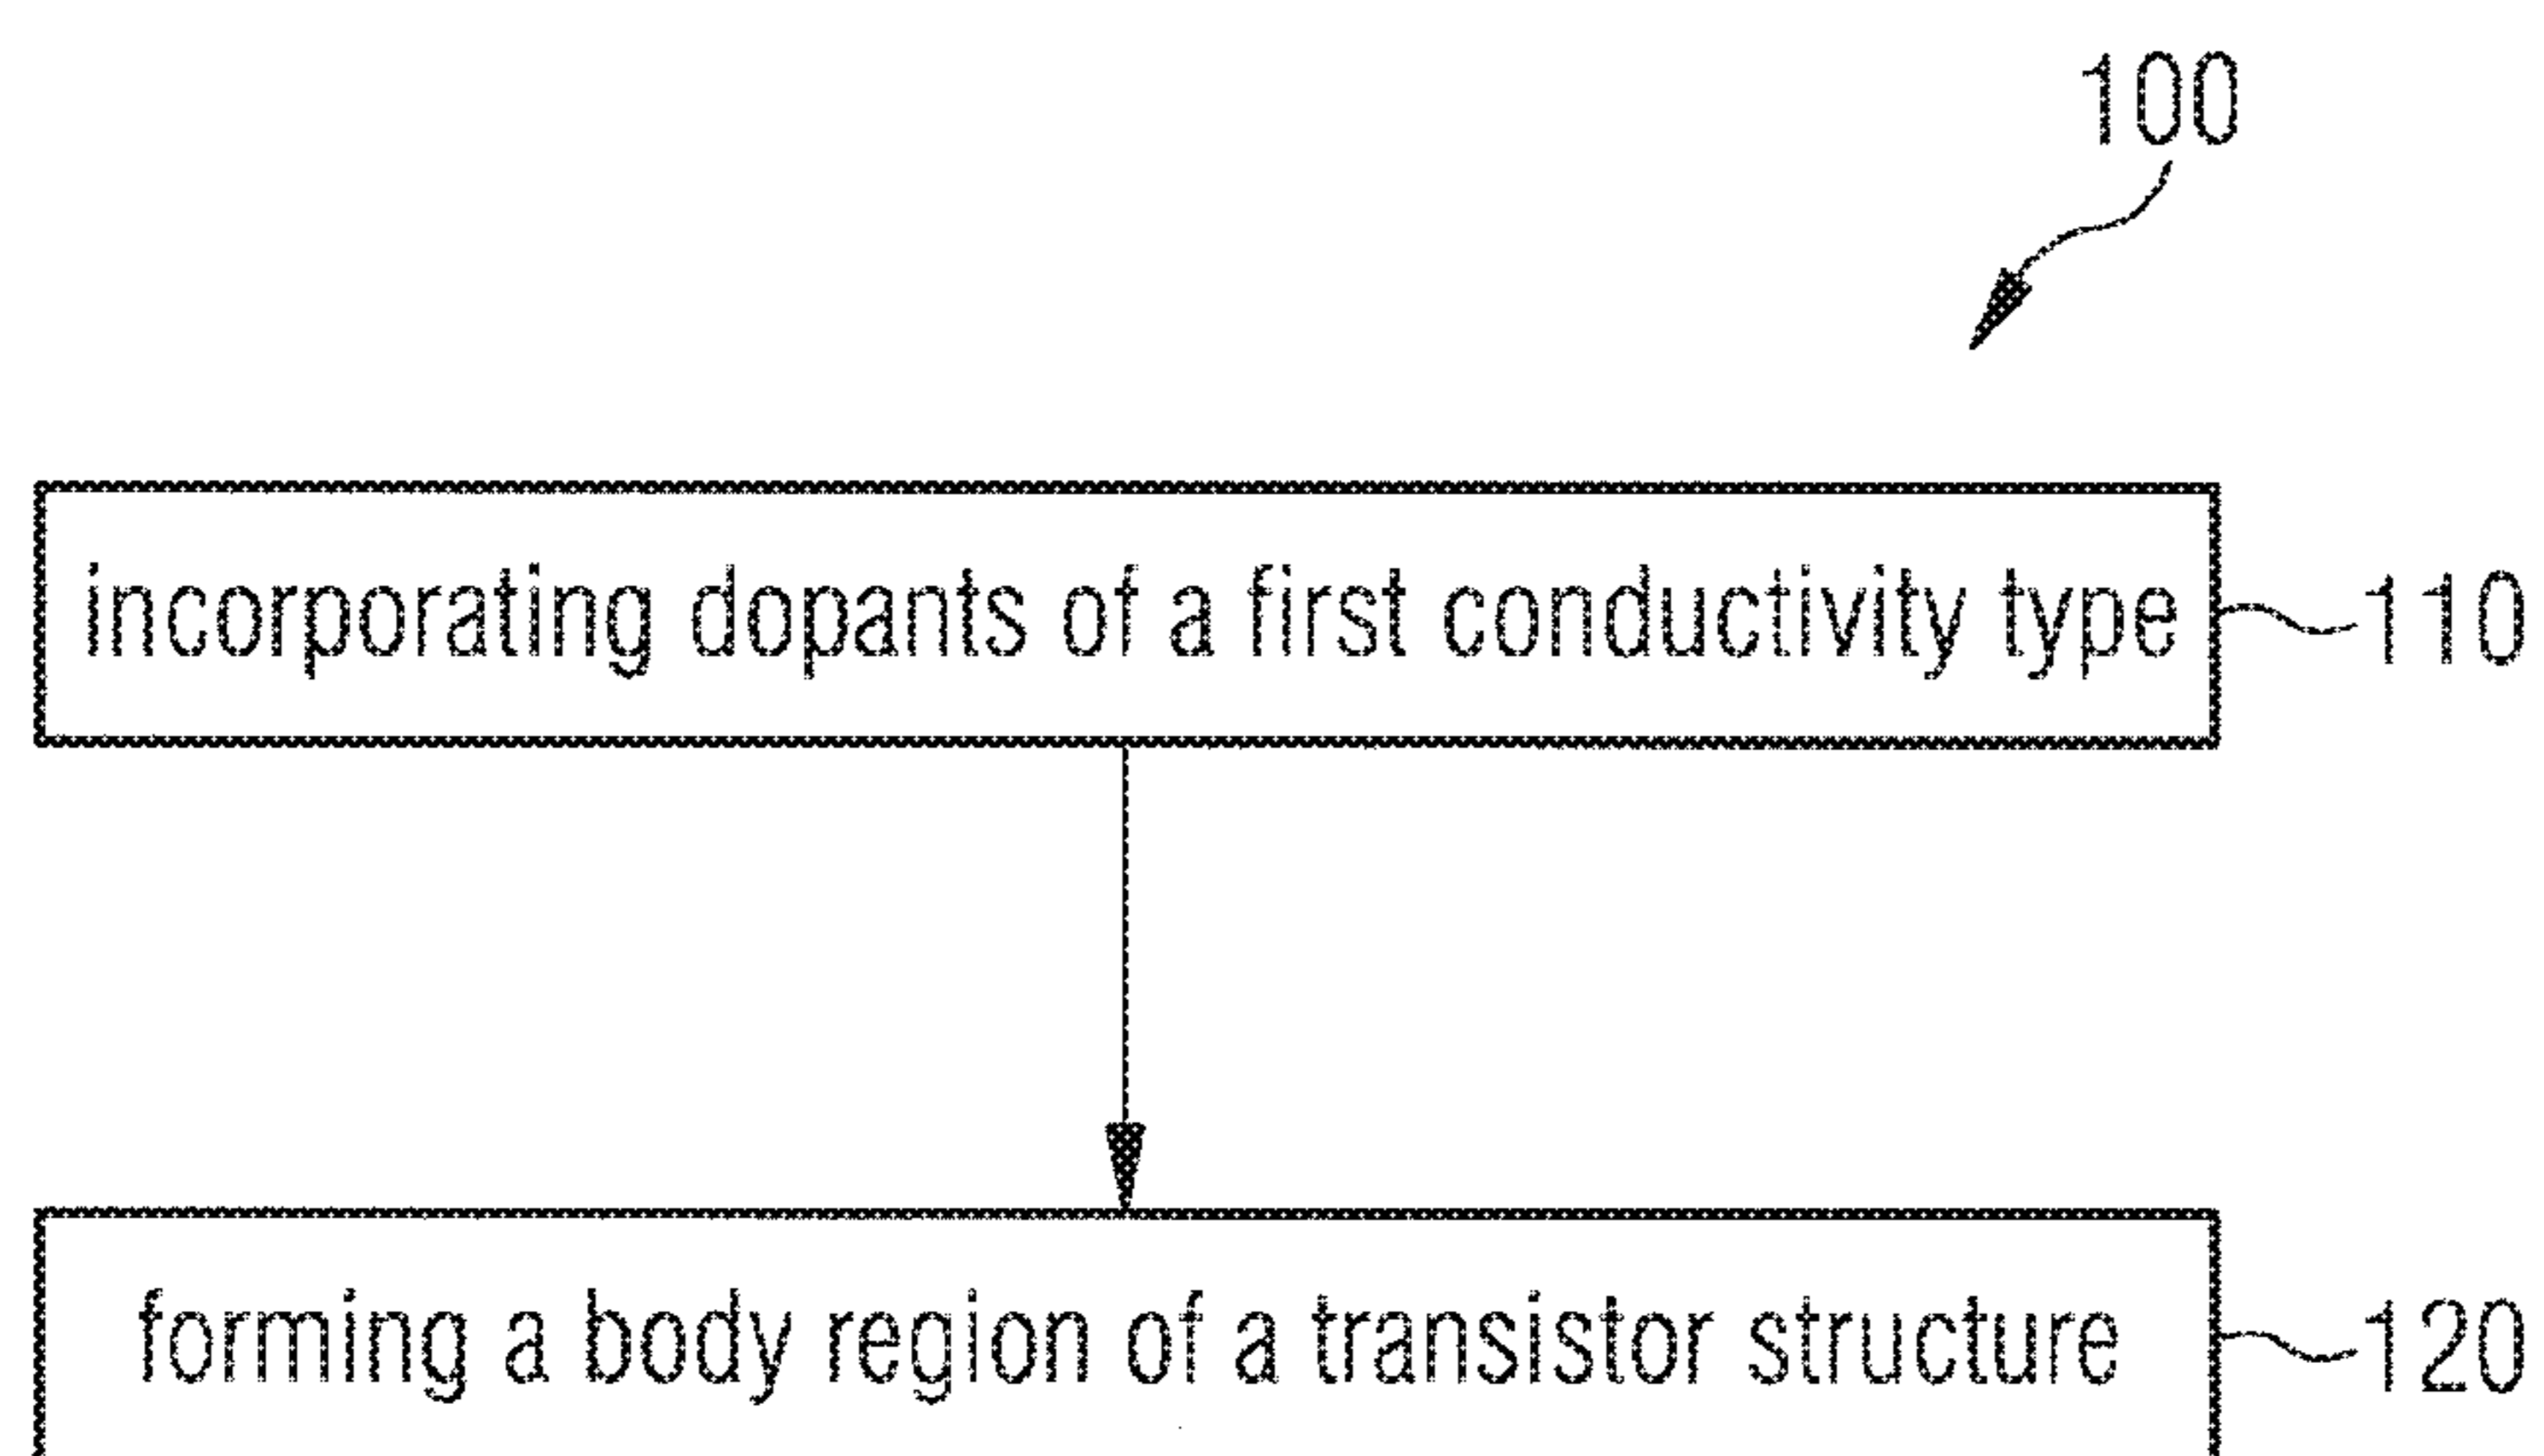 100
incorporating dopants of a first conductivity type 110
forming a body region of a transistor structure 120